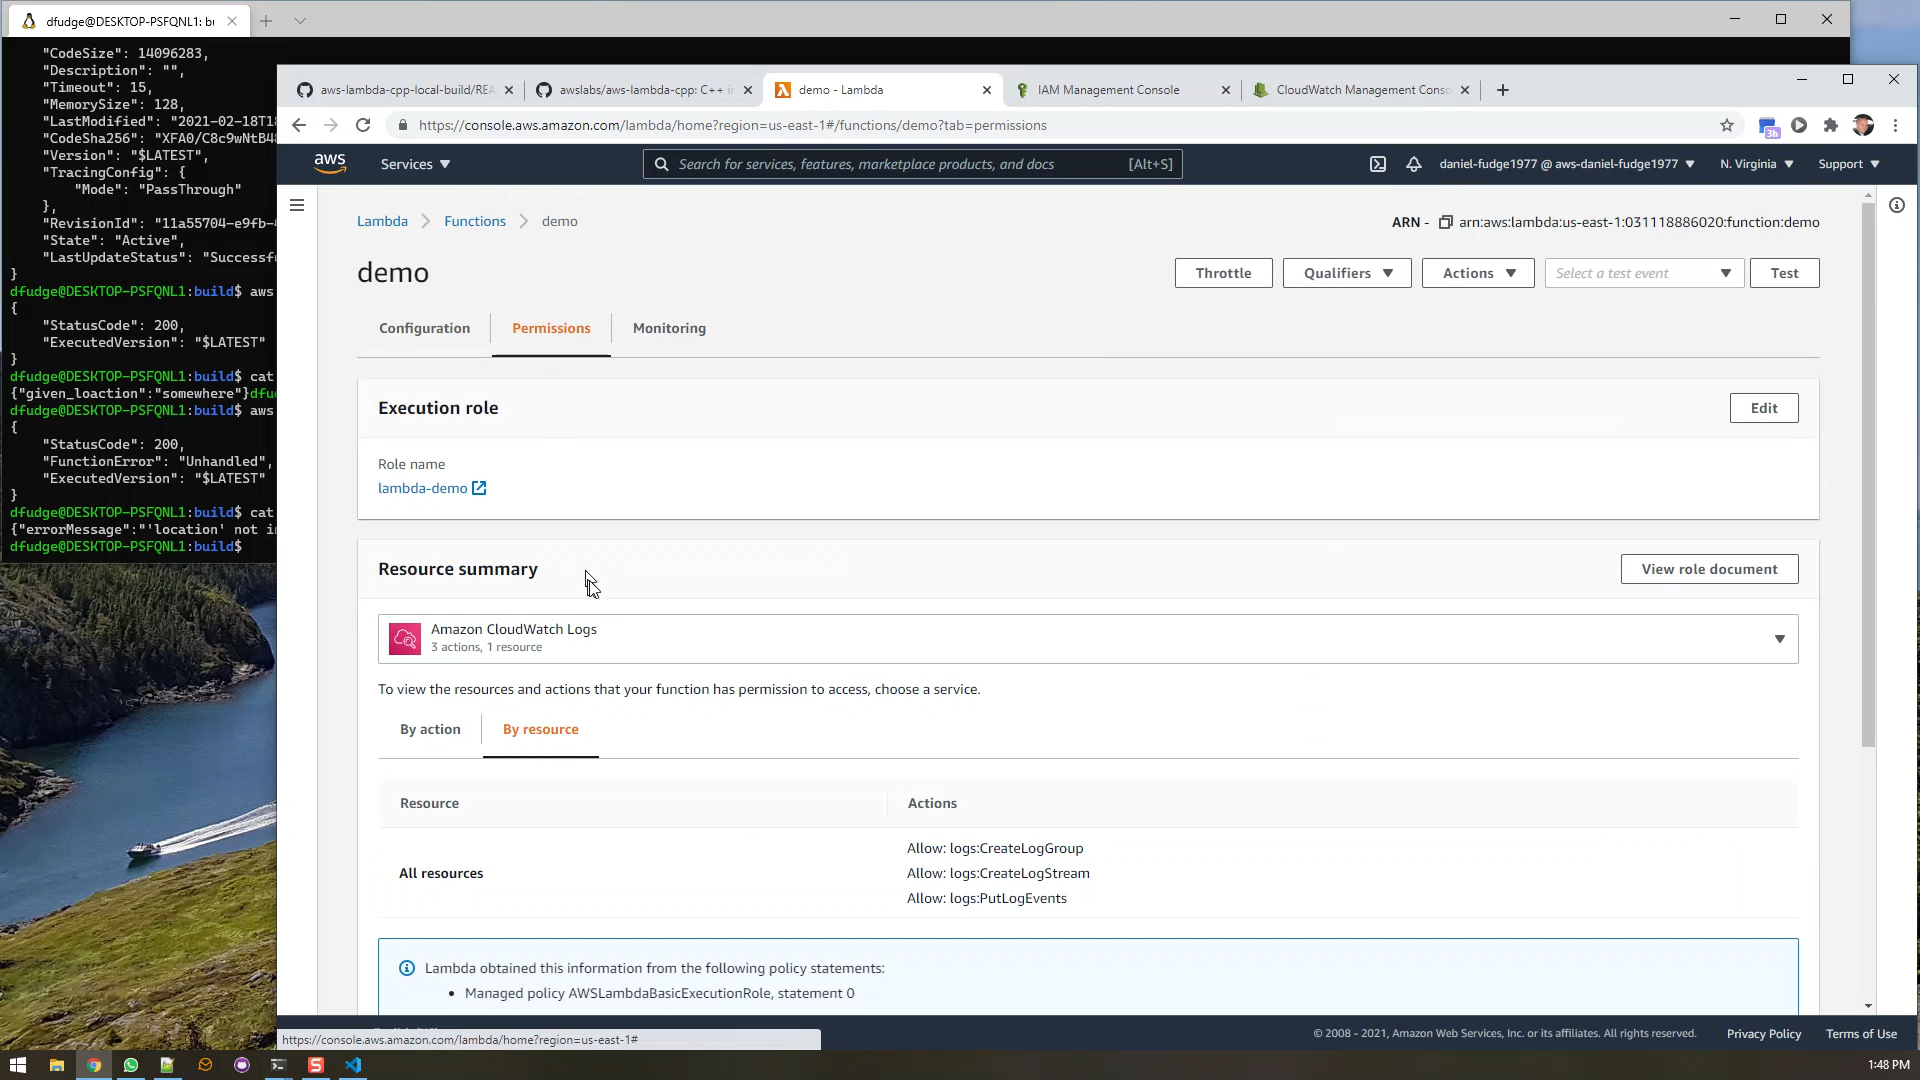 dfudge@DESKTOP-PSFQNL1: bu
"CodeSize": 14096283,
"Description": "",
"Timeout": 15,
"MemorySize": 128,
"LastModified": "2021-02-18T18
"CodeSha256": "XFA0/C8c9wNtB48
"Version": "$LATEST",
"TracingConfig": {
"Mode": "PassThrough"
},
"RevisionId": "11a55704-e9fb-
"State": "Active",
"LastUpdateStatus": "Successfu
}
dfudge@DESKTOP-PSFQNL1:build$ aws
{
"StatusCode": 200,
"ExecutedVersion": "$LATEST"
}
dfudge@DESKTOP-PSFQNL1:build$ cat
{"given_loaction":"somewhere"}dfud
dfudge@DESKTOP-PSFQNL1:build$ aws
{
"StatusCode": 200,
"FunctionError": "Unhandled",
"ExecutedVersion": "$LATEST"
}
dfudge@DESKTOP-PSFQNL1:build$ cat
{"errorMessage":"'location' not in
dfudge@DESKTOP-PSFQNL1:build$
aws-lambda-cpp-local-build/REA
awslabs/aws-lambda-cpp: C++ in
demo - Lambda
IAM Management Console
CloudWatch Management Conso
https://console.aws.amazon.com/lambda/home?region=us-east-1#/functions/demo?tab=permissions
3h
aws
Services
Search for services, features, marketplace products, and docs
[Alt+S]
daniel-fudge1977 @ aws-daniel-fudge1977
N. Virginia
Support
Lambda
Functions
demo
ARN - arn:aws:lambda:us-east-1:031118886020:function:demo
demo
Throttle
Qualifiers
Actions
Select a test event
Test
Configuration
Permissions
Monitoring
Execution role
Edit
Role name
lambda-demo
Resource summary
View role document
Amazon CloudWatch Logs
3 actions, 1 resource
To view the resources and actions that your function has permission to access, choose a service.
By action
By resource
Resource
Actions
All resources
Allow: logs:CreateLogGroup
Allow: logs:CreateLogStream
Allow: logs:PutLogEvents
Lambda obtained this information from the following policy statements:
• Managed policy AWSLambdaBasicExecutionRole, statement 0
https://console.aws.amazon.com/lambda/home?region=us-east-1#
© 2008 - 2021, Amazon Web Services, Inc. or its affiliates. All rights reserved.
Privacy Policy
Terms of Use
1:48 PM